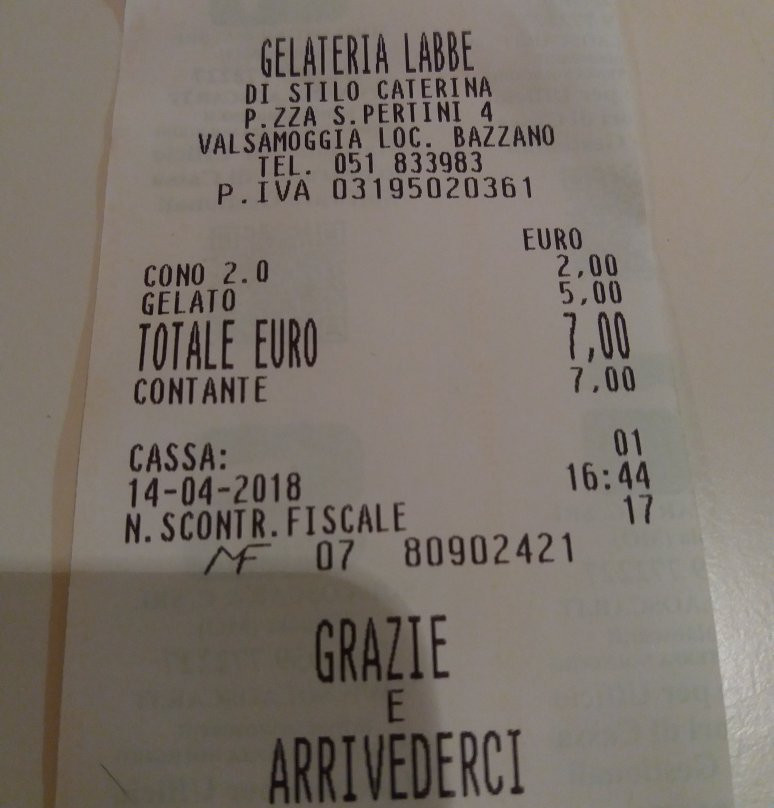 GELATERIA LABBE
DI STILO CATERINA
P.ZZA S.PERTINI 4
VALSAMOGGIA LOC. BAZZANO
TEL. 051 833983
P.IVA 03195020361
EURO
CONO 2.0 2,00
GELATO 5,00
TOTALE EURO 7,00
CONTANTE 7,00
CASSA: 01
14-04-2018 16:44
N.SCONTR.FISCALE 17
MF 07 80902421
GRAZIE
E
ARRIVEDERCI